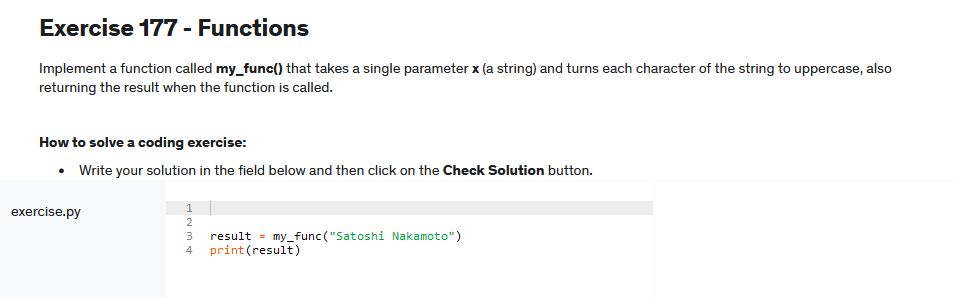 Exercise 177 - Functions
Implement a function called my_func() that takes a single parameter x (a string) and turns each character of the string to uppercase, also
returning the result when the function is called.
How to solve a coding exercise:
• Write your solution in the field below and then click on the Check Solution button.
exercise.py
1
2
3 result = my_func("Satoshi Nakamoto")
4 print(result)